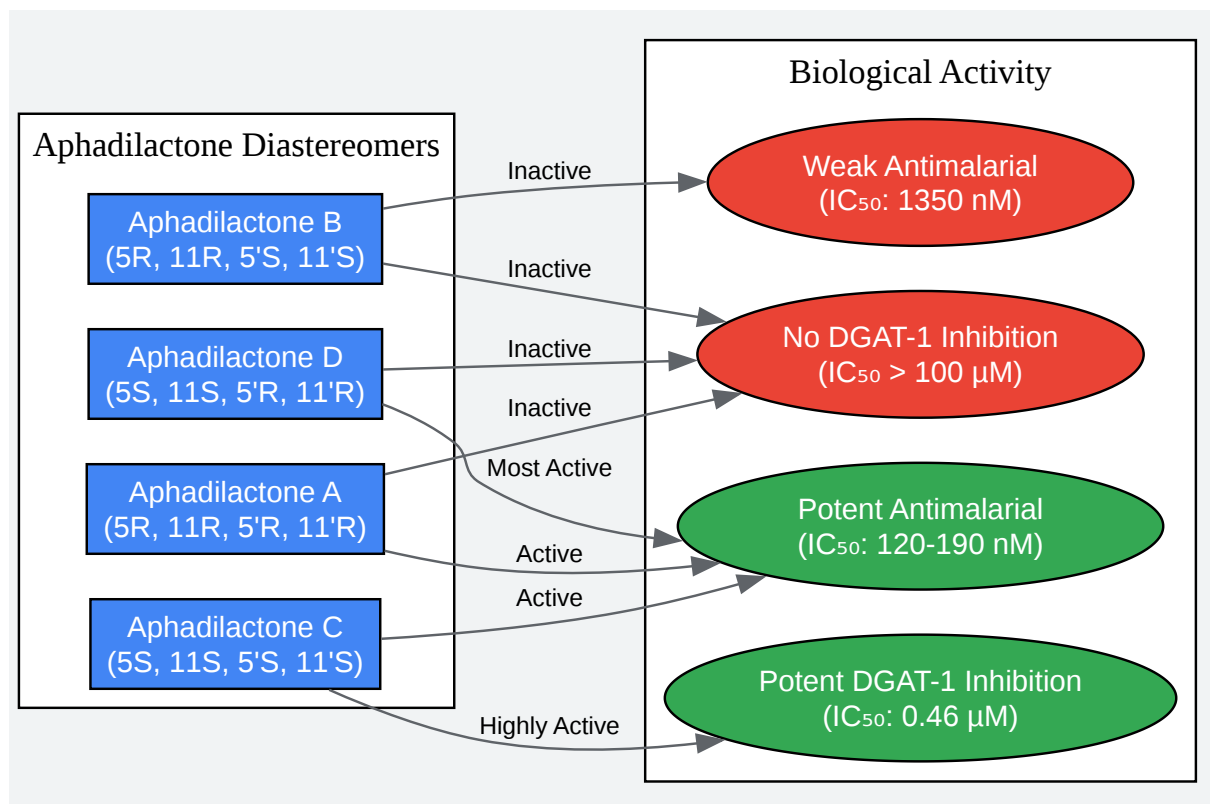 Aphadilactone Diastereomers
Aphadilactone B
(5R, 11R, 5'S, 11'S)
Aphadilactone D
(5S, 11S, 5'R, 11'R)
Aphadilactone A
(5R, 11R, 5'R, 11'R)
Aphadilactone C
(5S, 11S, 5'S, 11'S)
Inactive
Inactive
Inactive
Inactive
Most Active
Active
Active
Highly Active
Biological Activity
Weak Antimalarial
(IC₅₀: 1350 nM)
No DGAT-1 Inhibition
(IC₅₀ > 100 µM)
Potent Antimalarial
(IC₅₀: 120-190 nM)
Potent DGAT-1 Inhibition
(IC₅₀: 0.46 µM)